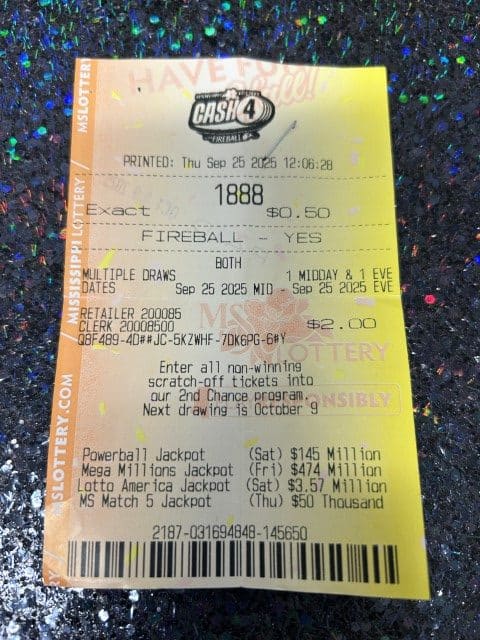 HAVE FUN
CASH 4
FIREBALL
PRINTED: Thu Sep 25 2025 12:06:28
1888
Exact $0.50
FIREBALL - YES
BOTH
MULTIPLE DRAWS 1 MIDDAY & 1 EVE
DATES Sep 25 2025 MID - Sep 25 2025 EVE
RETAILER 200085
CLERK 20008500 $2.00
Q8F489-4D##JC-5KZWHF-7DK6PG-6#Y
MS LOTTERY
Enter all non-winning
scratch-off tickets into
our 2nd Chance program.
Next drawing is October 9
Powerball Jackpot (Sat) $145 Million
Mega Millions Jackpot (Fri) $474 Million
Lotto America Jackpot (Sat) $3.57 Million
MS Match 5 Jackpot (Thu) $50 Thousand
2187-031694848-145650
MSLOTTERY.COM / MISSISSIPPI LOTTERY / MSLOTTER